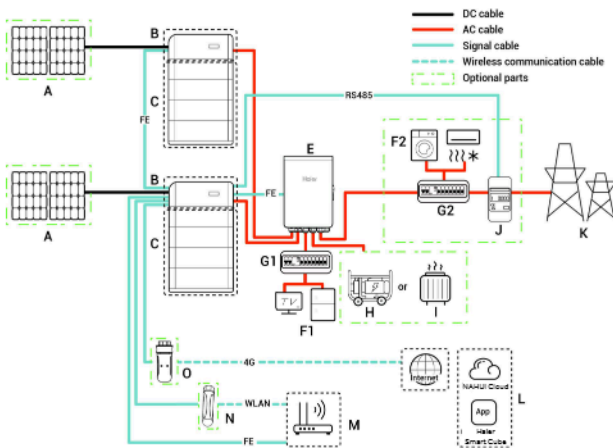 DC cable
AC cable
Signal cable
Wireless communication cable
Optional parts
B
A
C
FE
RS485
F2
E
Haier
B
A
C
FE
G2
J
K
G1
TV
F1
H
or
I
O
4G
Internet
NAHUI Cloud
L
N
WLAN
M
App
Haier
Smart Cube
FE